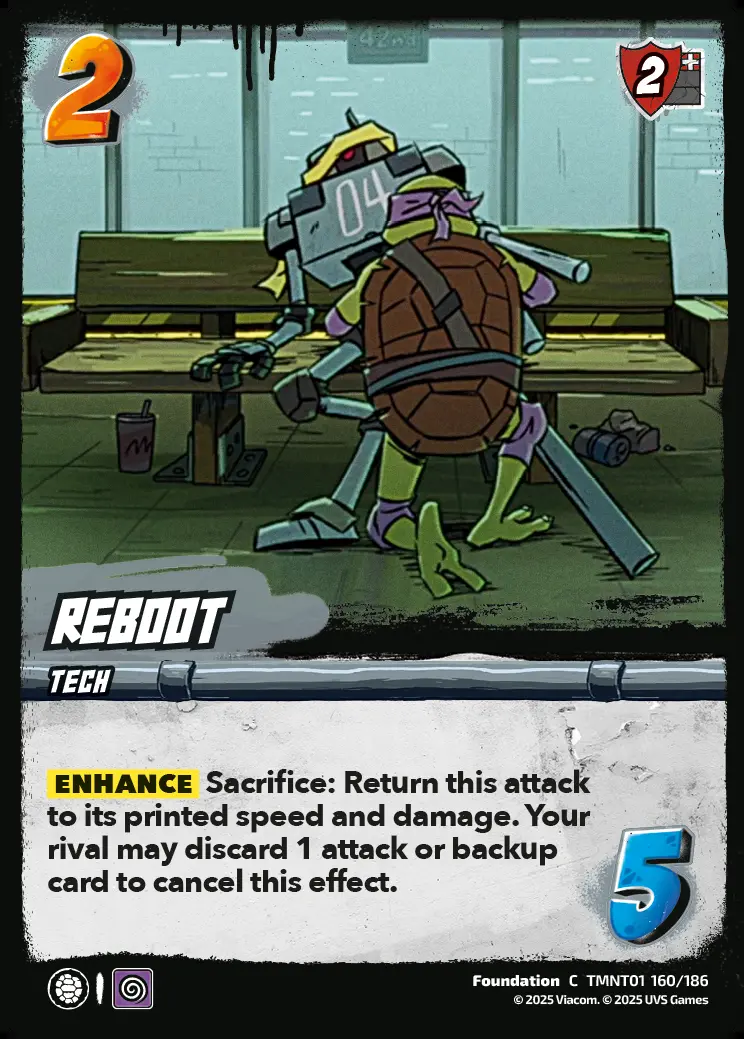 2
42nd
2
04
REBOOT
TECH
ENHANCE Sacrifice: Return this attack
to its printed speed and damage. Your
rival may discard 1 attack or backup
card to cancel this effect.
5
Foundation C TMNT01 160/186
© 2025 Viacom. © 2025 UVS Games